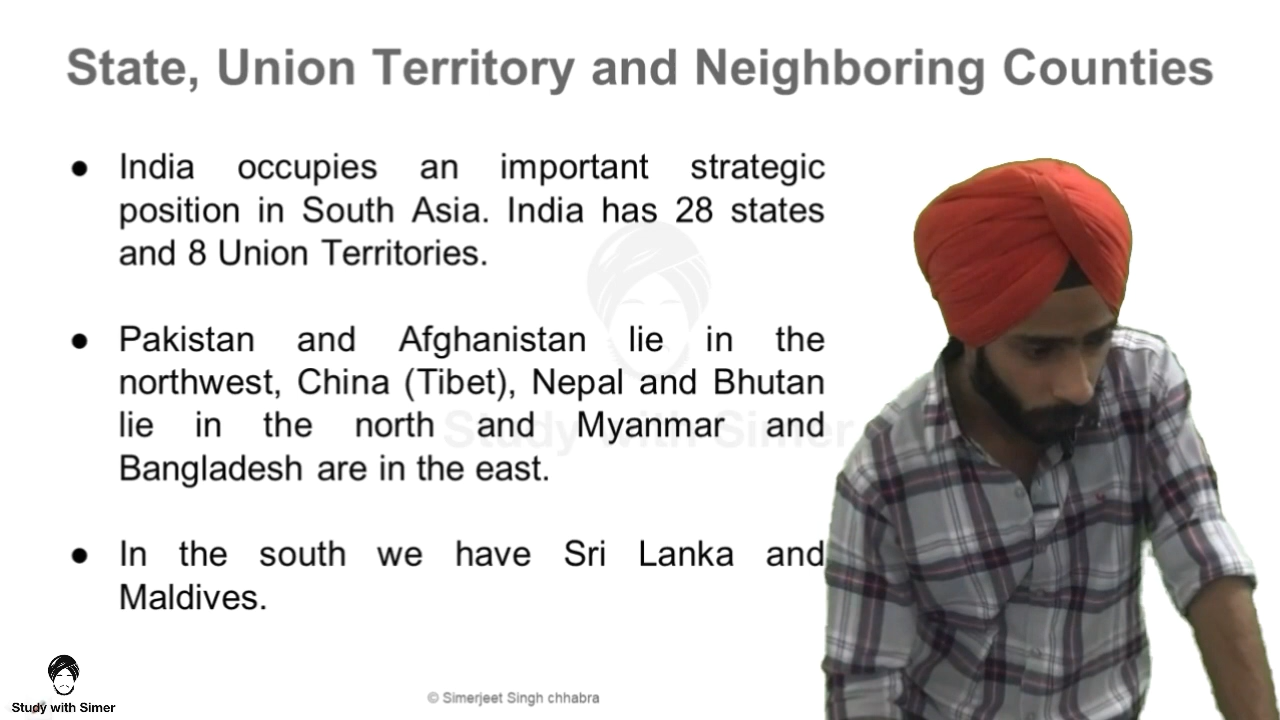 State, Union Territory and Neighboring Counties
● India occupies an important strategic
position in South Asia. India has 28 states
and 8 Union Territories.
● Pakistan and Afghanistan lie in the
northwest, China (Tibet), Nepal and Bhutan
lie in the north and Myanmar and
Bangladesh are in the east.
● In the south we have Sri Lanka and
Maldives.
Study with Simer
Study with Simer
© Simerjeet Singh chhabra